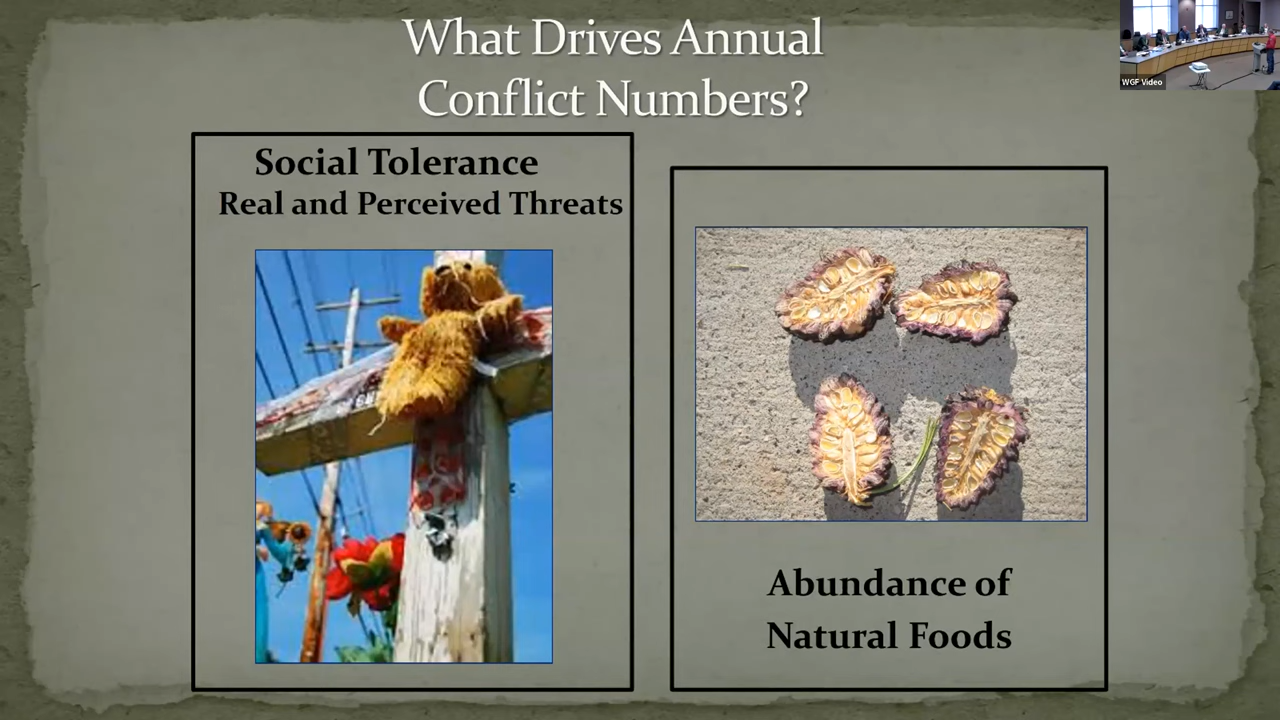 What Drives Annual
Conflict Numbers?
WGF Video
Social Tolerance
Real and Perceived Threats
Abundance of
Natural Foods